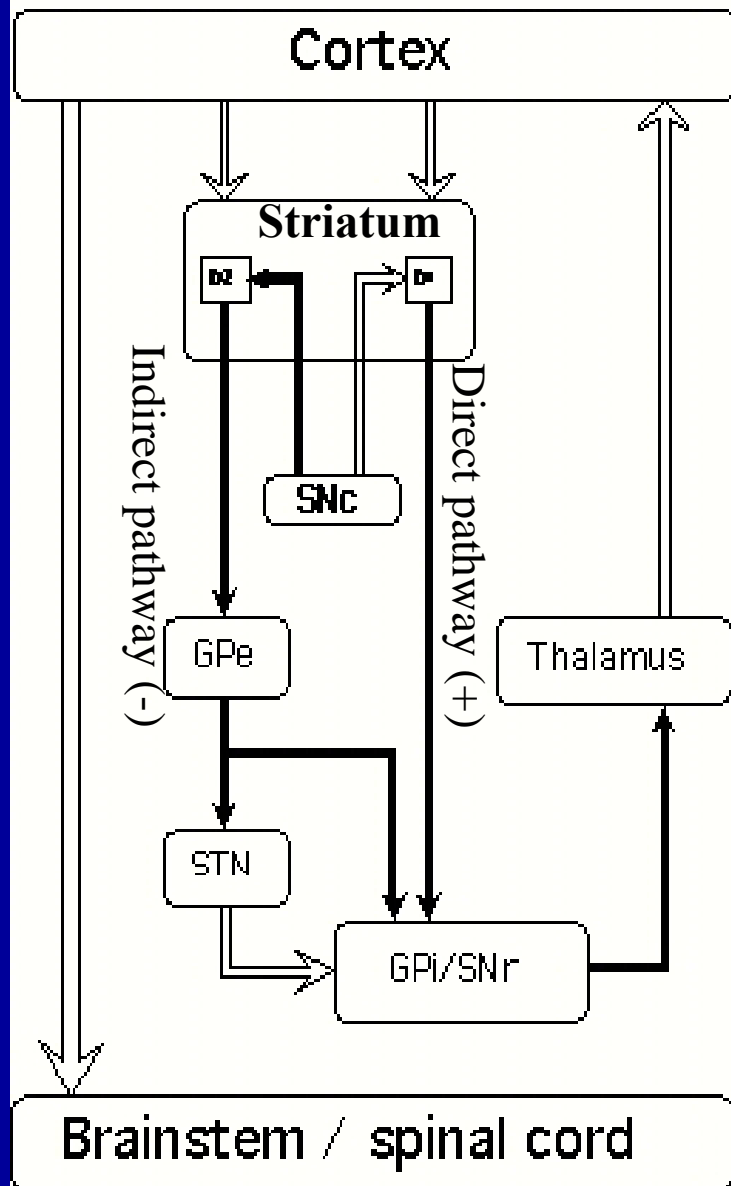 Cortex
Striatum
D2
Indirect pathway (-)
Direct pathway (+)
SNc
GPe
Thalamus
STN
GPi/SNr
Brainstem / spinal cord